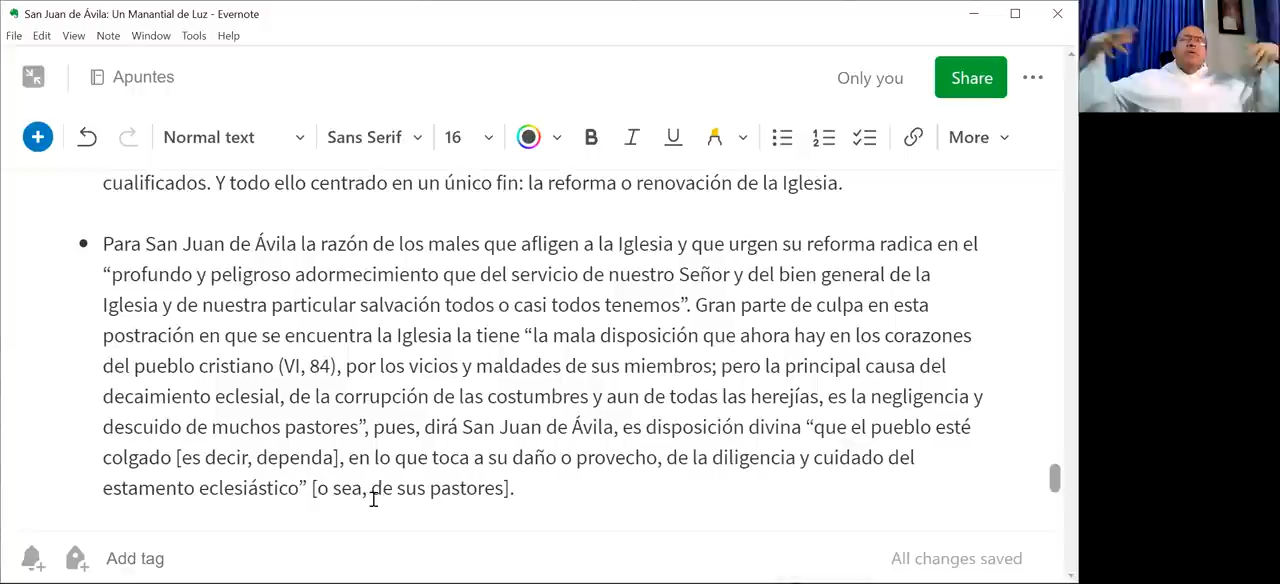 San Juan de Ávila: Un Manantial de Luz - Evernote
File Edit View Note Window Tools Help
Apuntes
Only you
Share
Normal text
Sans Serif
16
B I U
More
cualificados. Y todo ello centrado en un único fin: la reforma o renovación de la Iglesia.
Para San Juan de Ávila la razón de los males que afligen a la Iglesia y que urgen su reforma radica en el
“profundo y peligroso adormecimiento que del servicio de nuestro Señor y del bien general de la
Iglesia y de nuestra particular salvación todos o casi todos tenemos”. Gran parte de culpa en esta
postración en que se encuentra la Iglesia la tiene “la mala disposición que ahora hay en los corazones
del pueblo cristiano (VI, 84), por los vicios y maldades de sus miembros; pero la principal causa del
decaimiento eclesial, de la corrupción de las costumbres y aun de todas las herejías, es la negligencia y
descuido de muchos pastores”, pues, dirá San Juan de Ávila, es disposición divina “que el pueblo esté
colgado [es decir, dependa], en lo que toca a su daño o provecho, de la diligencia y cuidado del
estamento eclesiástico” [o sea, de sus pastores].
Add tag
All changes saved